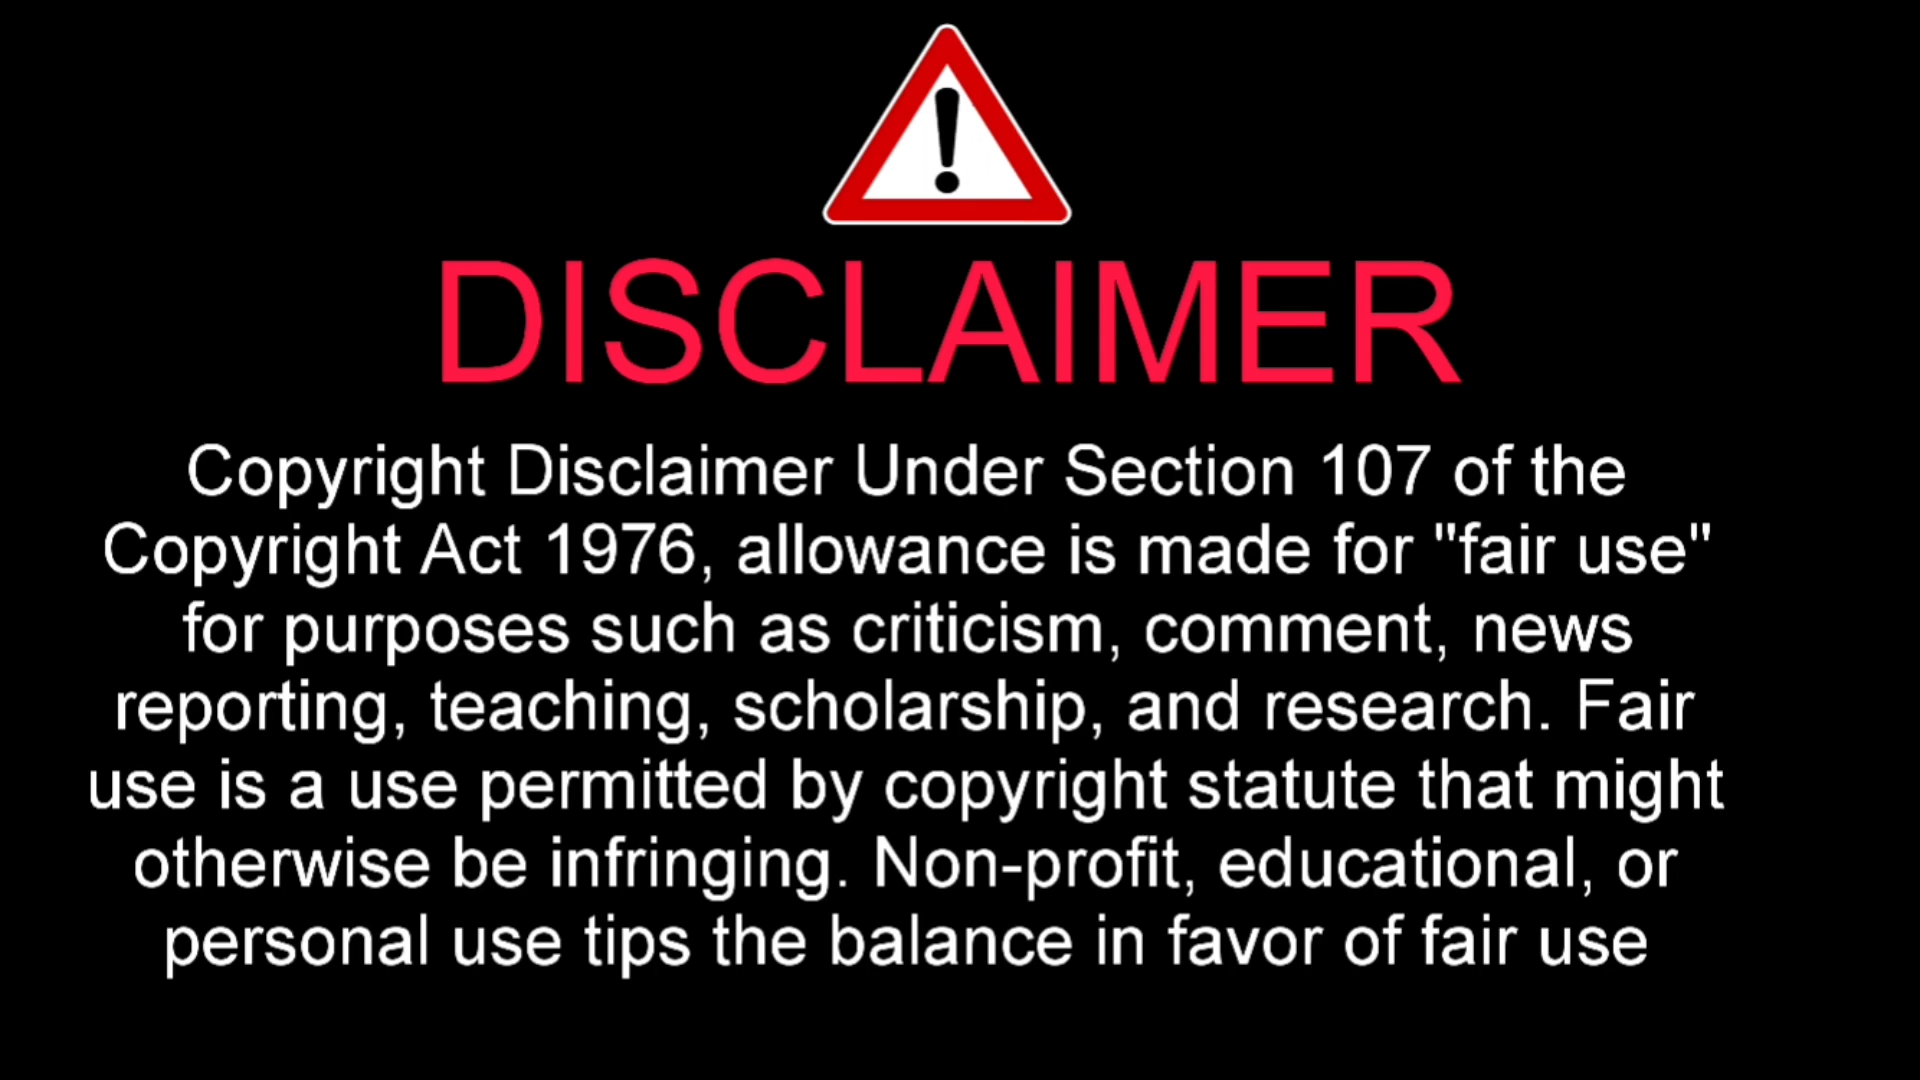 DISCLAIMER
Copyright Disclaimer Under Section 107 of the
Copyright Act 1976, allowance is made for "fair use"
for purposes such as criticism, comment, news
reporting, teaching, scholarship, and research. Fair
use is a use permitted by copyright statute that might
otherwise be infringing. Non-profit, educational, or
personal use tips the balance in favor of fair use